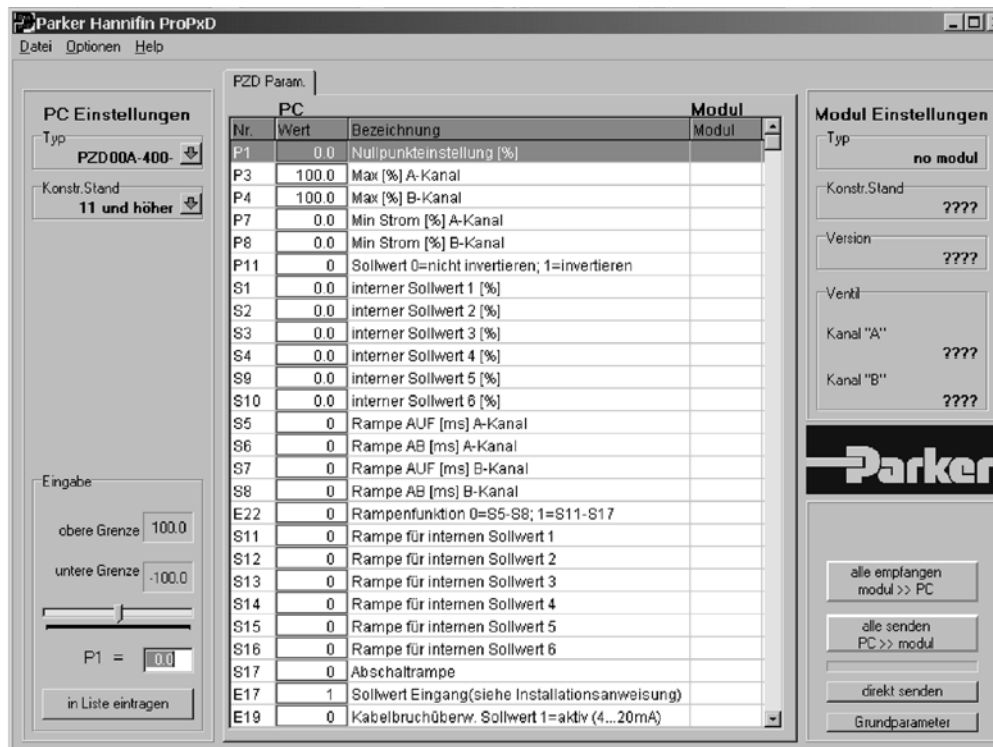 Parker Hannifin ProPxD
Datei Optionen Help
PZD Param.
PC Einstellungen
Typ
PZD00A-400-
Konstr.Stand
11 und höher
Eingabe
obere Grenze 100.0
untere Grenze -100.0
P1 = 0.0
in Liste eintragen
PC Modul
Nr. Wert Bezeichnung Modul
P1 0.0 Nullpunkteinstellung [%]
P3 100.0 Max [%] A-Kanal
P4 100.0 Max [%] B-Kanal
P7 0.0 Min Strom [%] A-Kanal
P8 0.0 Min Strom [%] B-Kanal
P11 0 Sollwert 0=nicht invertieren; 1=invertieren
S1 0.0 interner Sollwert 1 [%]
S2 0.0 interner Sollwert 2 [%]
S3 0.0 interner Sollwert 3 [%]
S4 0.0 interner Sollwert 4 [%]
S9 0.0 interner Sollwert 5 [%]
S10 0.0 interner Sollwert 6 [%]
S5 0 Rampe AUF [ms] A-Kanal
S6 0 Rampe AB [ms] A-Kanal
S7 0 Rampe AUF [ms] B-Kanal
S8 0 Rampe AB [ms] B-Kanal
E22 0 Rampenfunktion 0=S5-S8; 1=S11-S17
S11 0 Rampe für internen Sollwert 1
S12 0 Rampe für internen Sollwert 2
S13 0 Rampe für internen Sollwert 3
S14 0 Rampe für internen Sollwert 4
S15 0 Rampe für internen Sollwert 5
S16 0 Rampe für internen Sollwert 6
S17 0 Abschaltrampe
E17 1 Sollwert Eingang(siehe Installationsanweisung)
E19 0 Kabelbruchüberw. Sollwert 1=aktiv (4...20mA)
Modul Einstellungen
Typ
no modul
Konstr.Stand
????
Version
????
Ventil
Kanal "A"
????
Kanal "B"
????
Parker
alle empfangen
modul >> PC
alle senden
PC >> modul
direkt senden
Grundparameter